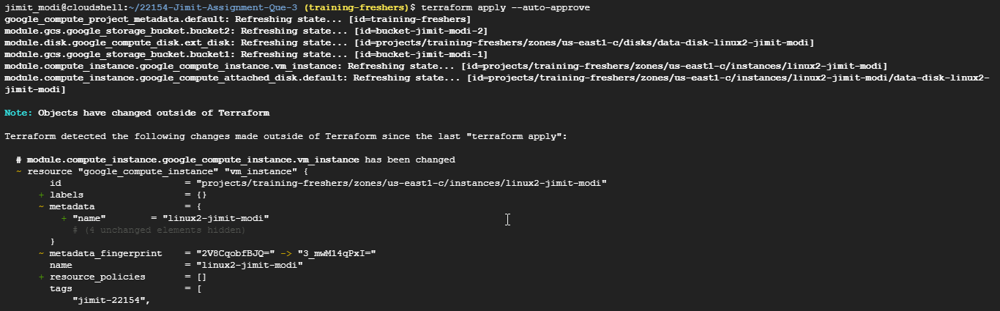 jimit_modi@cloudshell:~/22154-Jimit-Assignment-Que-3 (training-freshers)$ terraform apply --auto-approve
google_compute_project_metadata.default: Refreshing state... [id=training-freshers]
module.gcs.google_storage_bucket.bucket2: Refreshing state... [id=bucket-jimit-modi-2]
module.disk.google_compute_disk.ext_disk: Refreshing state... [id=projects/training-freshers/zones/us-east1-c/disks/data-disk-linux2-jimit-modi]
module.gcs.google_storage_bucket.bucket1: Refreshing state... [id=bucket-jimit-modi-1]
module.compute_instance.google_compute_instance.vm_instance: Refreshing state... [id=projects/training-freshers/zones/us-east1-c/instances/linux2-jimit-modi]
module.compute_instance.google_compute_attached_disk.default: Refreshing state... [id=projects/training-freshers/zones/us-east1-c/instances/linux2-jimit-modi/data-disk-linux2-
jimit-modi]
Note: Objects have changed outside of Terraform
Terraform detected the following changes made outside of Terraform since the last "terraform apply":
# module.compute_instance.google_compute_instance.vm_instance has been changed
~ resource "google_compute_instance" "vm_instance" {
id = "projects/training-freshers/zones/us-east1-c/instances/linux2-jimit-modi"
+ labels = {}
~ metadata = {
+ "name" = "linux2-jimit-modi"
# (4 unchanged elements hidden)
}
~ metadata_fingerprint = "2V8CqobfBJQ=" -> "3_mwM14qPxI="
name = "linux2-jimit-modi"
+ resource_policies = []
tags = [
"jimit-22154",